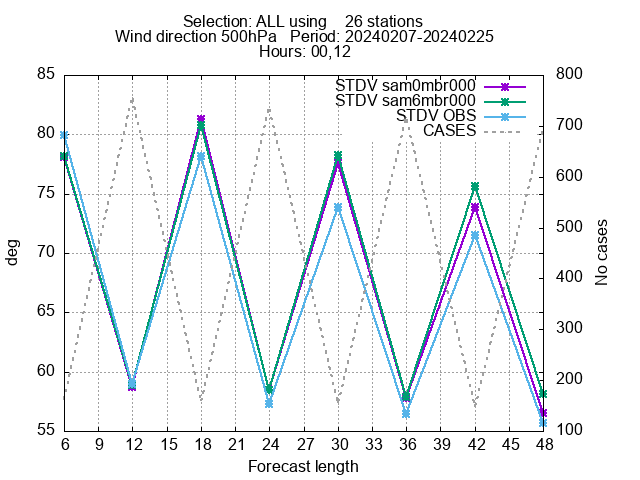 Selection: ALL using    26 stations
Wind direction 500hPa   Period: 20240207-20240225
Hours: 00,12
85 800
STDV sam0mbr000
STDV sam6mbr000
STDV OBS
CASES
80 700
75 600
70 500
65 400
60 300
55 200
100
deg
No cases
6 9 12 15 18 21 24 27 30 33 36 39 42 45 48
Forecast length